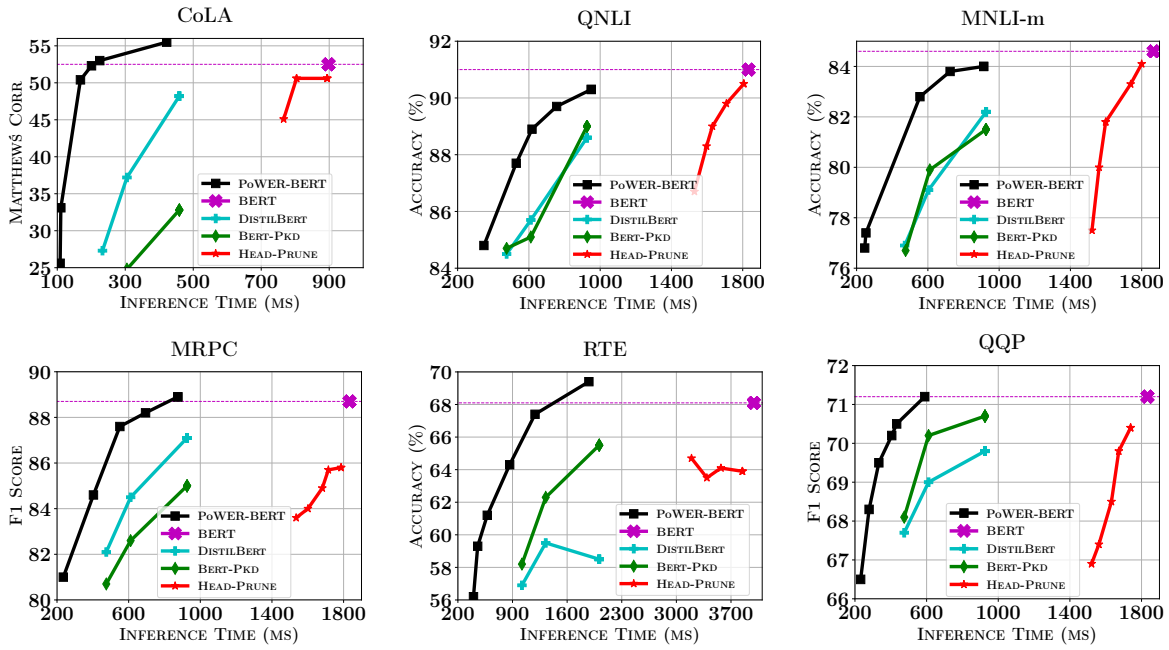 CoLA
55
50
45
40
35
30
25
100 300 500 700 900
MATTHEWŚ CORR
INFERENCE TIME (MS)
POWER-BERT
BERT
DISTILBERT
BERT-PKD
HEAD-PRUNE
QNLI
92
90
88
86
84
200 600 1000 1400 1800
ACCURACY (%)
INFERENCE TIME (MS)
POWER-BERT
BERT
DISTILBERT
BERT-PKD
HEAD-PRUNE
MNLI-m
84
82
80
78
76
200 600 1000 1400 1800
ACCURACY (%)
INFERENCE TIME (MS)
POWER-BERT
BERT
DISTILBERT
BERT-PKD
HEAD-PRUNE
MRPC
90
88
86
84
82
80
200 600 1000 1400 1800
F1 SCORE
INFERENCE TIME (MS)
POWER-BERT
BERT
DISTILBERT
BERT-PKD
HEAD-PRUNE
RTE
70
68
66
64
62
60
58
56
200 900 1600 2300 3000 3700
ACCURACY (%)
INFERENCE TIME (MS)
POWER-BERT
BERT
DISTILBERT
BERT-PKD
HEAD-PRUNE
QQP
72
71
70
69
68
67
66
200 600 1000 1400 1800
F1 SCORE
INFERENCE TIME (MS)
POWER-BERT
BERT
DISTILBERT
BERT-PKD
HEAD-PRUNE